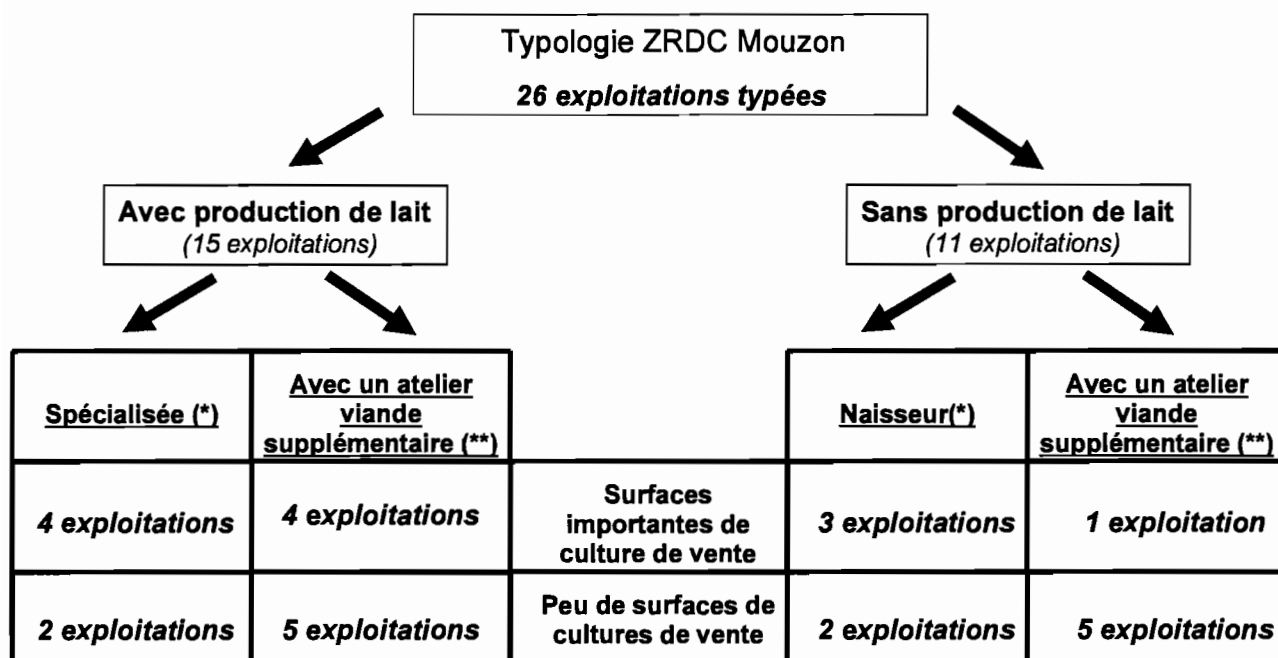 Typologie ZRDC Mouzon
26 exploitations typées
Avec production de lait
(15 exploitations)
Sans production de lait
(11 exploitations)
Spécialisée (*)
Avec un atelier
viande
supplémentaire (**)
Naisseur(*)
Avec un atelier
viande
supplémentaire (**)
4 exploitations
4 exploitations
Surfaces
importantes de
culture de vente
3 exploitations
1 exploitation
2 exploitations
5 exploitations
Peu de surfaces de
cultures de vente
2 exploitations
5 exploitations